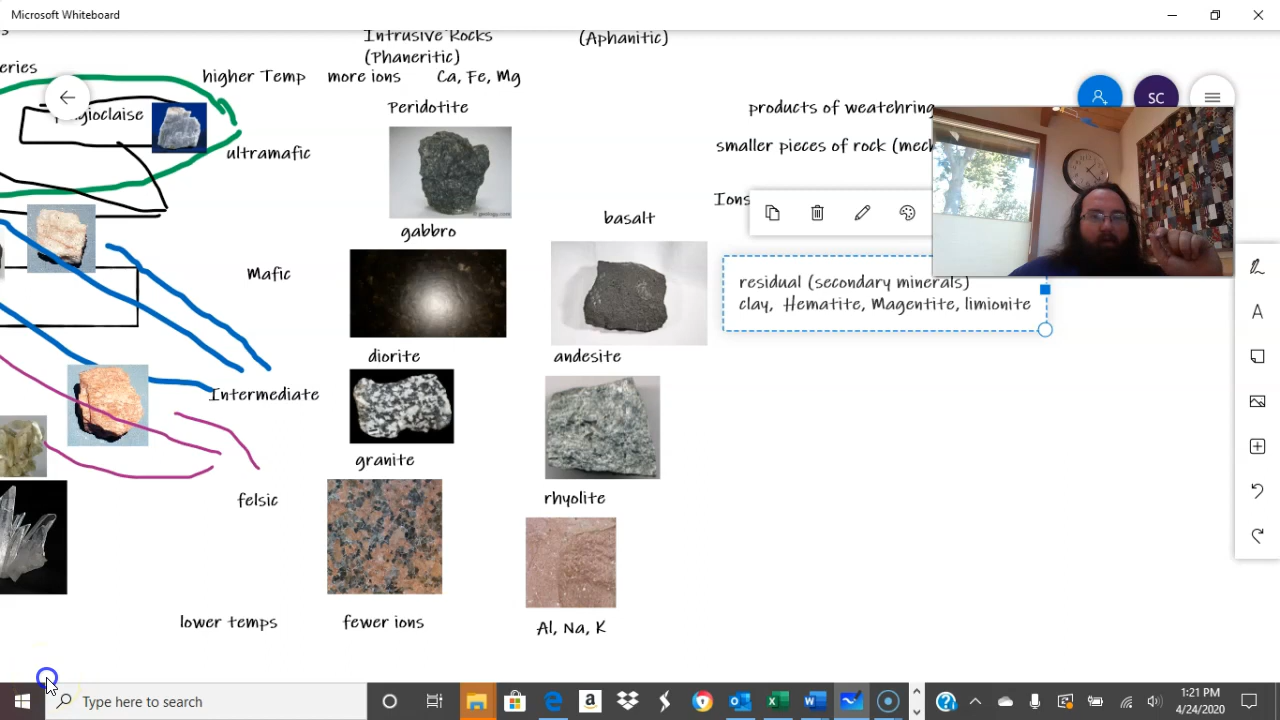 Microsoft Whiteboard
Intrusive Rocks
(Phaneritic)
(Aphanitic)
eries
higher Temp more ions Ca, Fe, Mg
Peridotite
products of weatehring
SC
ultramafic
smaller pieces of rock (mech
Ions
gabbro
basalt
Mafic
residual (secondary minerals)
clay, Hematite, Magentite, limionite
diorite
andesite
Intermediate
granite
rhyolite
felsic
lower temps fewer ions Al, Na, K
Type here to search
1:21 PM
4/24/2020